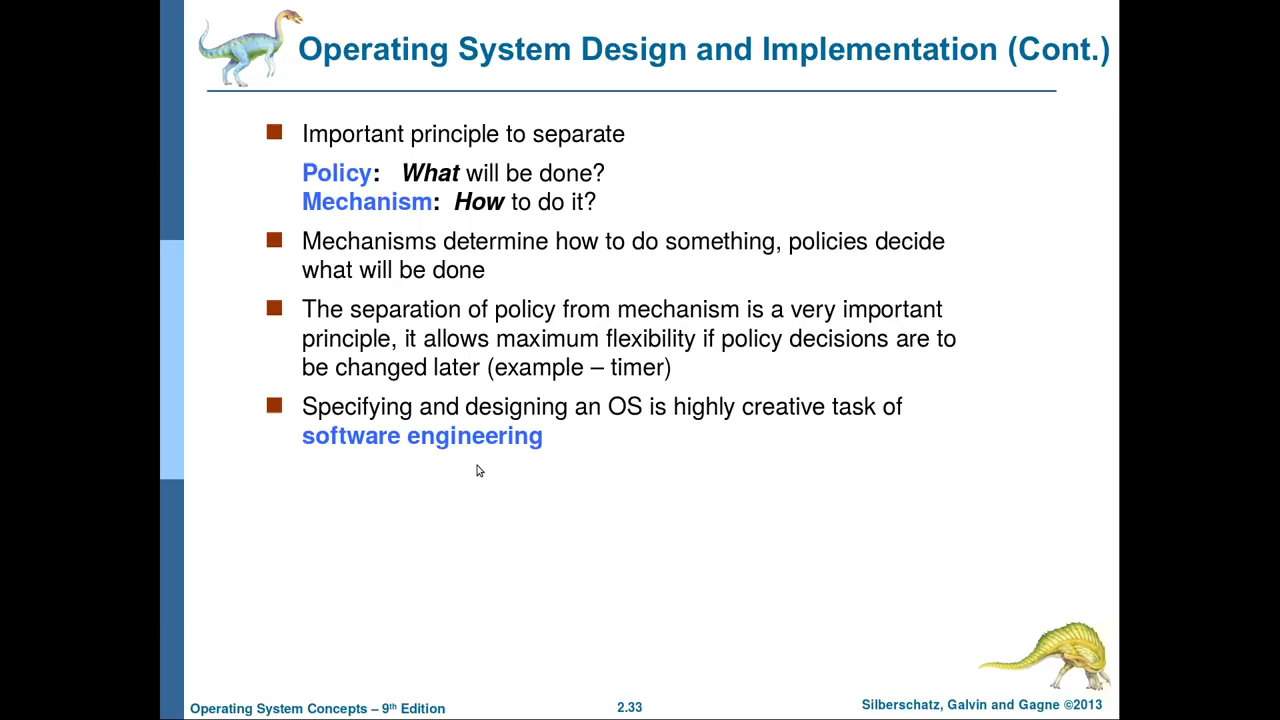 Operating System Design and Implementation (Cont.)
Important principle to separate
Policy: What will be done?
Mechanism: How to do it?
Mechanisms determine how to do something, policies decide
what will be done
The separation of policy from mechanism is a very important
principle, it allows maximum flexibility if policy decisions are to
be changed later (example – timer)
Specifying and designing an OS is highly creative task of
software engineering
Operating System Concepts – 9th Edition
2.33
Silberschatz, Galvin and Gagne ©2013